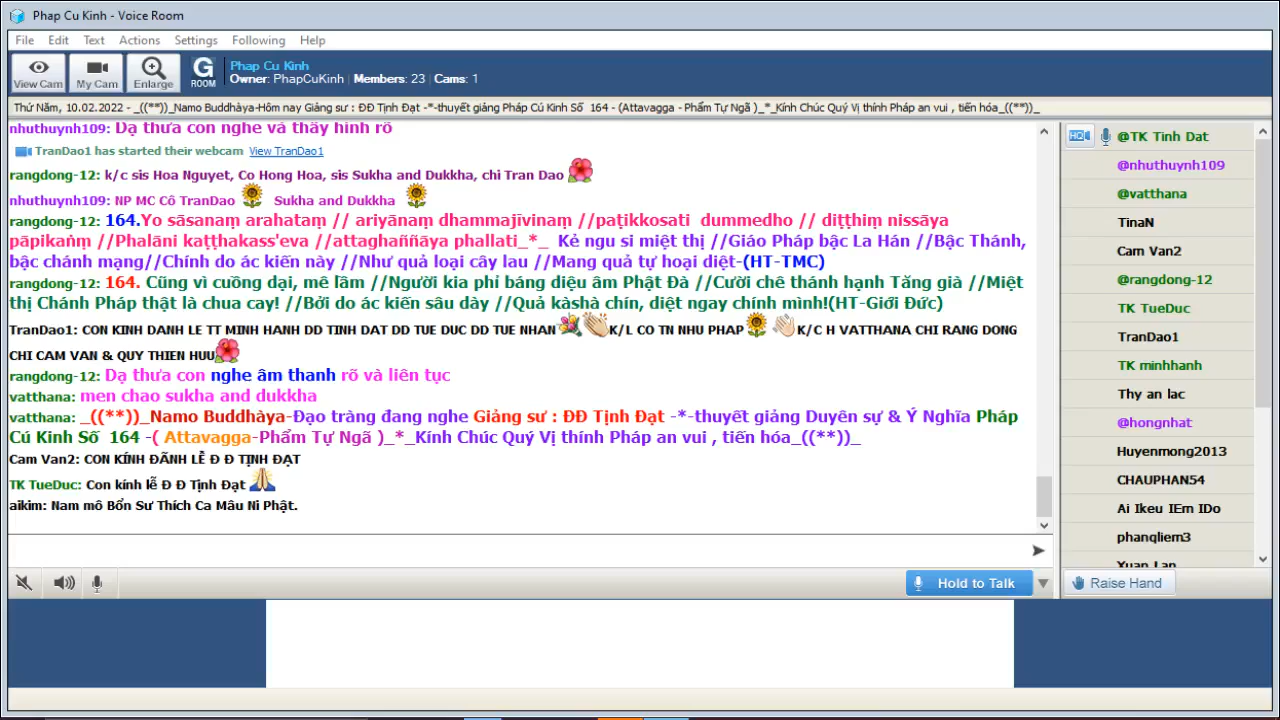 Phap Cu Kinh - Voice Room
File Edit Text Actions Settings Following Help
View Cam My Cam Enlarge G ROOM Phap Cu Kinh
Owner: PhapCuKinh Members: 23 Cams: 1
Thứ Năm, 10.02.2022 - _((**))_Namo Buddhàya-Hôm nay Giảng sư : ĐĐ Tịnh Đạt -*-thuyết giảng Pháp Cú Kinh Số 164 - (Attavagga - Phẩm Tự Ngã )_*_Kính Chúc Quý Vị thính Pháp an vui , tiến hóa_((**))_
nhuthuynh109: Dạ thưa con nghe và thấy hình rõ
TranDao1 has started their webcam View TranDao1
rangdong-12: k/c sis Hoa Nguyet, Co Hong Hoa, sis Sukha and Dukkha, chi Tran Dao
nhuthuynh109: NP MC Cô TranDao Sukha and Dukkha
rangdong-12: 164.Yo sāsanaṃ arahataṃ // ariyānaṃ dhammajīvinaṃ //paṭikkosati dummedho // diṭṭhiṃ nissāya
pāpikaṅṃ //Phalāni kaṭṭhakass'eva //attaghaññāya phallati_*_ Kẻ ngu si miệt thị //Giáo Pháp bậc La Hán //Bậc Thánh,
bậc chánh mạng//Chính do ác kiến này //Như quả loại cây lau //Mang quả tự hoại diệt-(HT-TMC)
rangdong-12: 164. Cũng vì cuồng dại, mê lầm //Người kia phỉ báng diệu âm Phật Đà //Cười chê thánh hạnh Tăng già //Miệt
thị Chánh Pháp thật là chua cay! //Bởi do ác kiến sâu dày //Quả kàshà chín, diệt ngay chính mình!(HT-Giới Đức)
TranDao1: CON KINH DANH LE TT MINH HANH DD TINH DAT DD TUE DUC DD TUE NHAN K/L CO TN NHU PHAP K/C H VATTHANA CHI RANG DONG
CHI CAM VAN & QUY THIEN HUU
rangdong-12: Dạ thưa con nghe âm thanh rõ và liên tục
vatthana: men chao sukha and dukkha
vatthana: _((**))_Namo Buddhàya-Đạo tràng đang nghe Giảng sư : ĐĐ Tịnh Đạt -*-thuyết giảng Duyên sự & Ý Nghĩa Pháp
Cú Kinh Số 164 -( Attavagga-Phẩm Tự Ngã )_*_Kính Chúc Quý Vị thính Pháp an vui , tiến hóa_((**))_
Cam Van2: CON KÍNH ĐÃNH LỄ Đ Đ TỊNH ĐẠT
TK TueDuc: Con kính lễ Đ Đ Tịnh Đạt
aikim: Nam mô Bổn Sư Thích Ca Mâu Ni Phật.
HQ @TK Tinh Dat
@nhuthuynh109
@vatthana
TinaN
Cam Van2
@rangdong-12
TK TueDuc
TranDao1
TK minhhanh
Thy an lac
@hongnhat
Huyenmong2013
CHAUPHAN54
Ai Ikeu IEm IDo
phanqliem3
Xuan Lan
Hold to Talk
Raise Hand